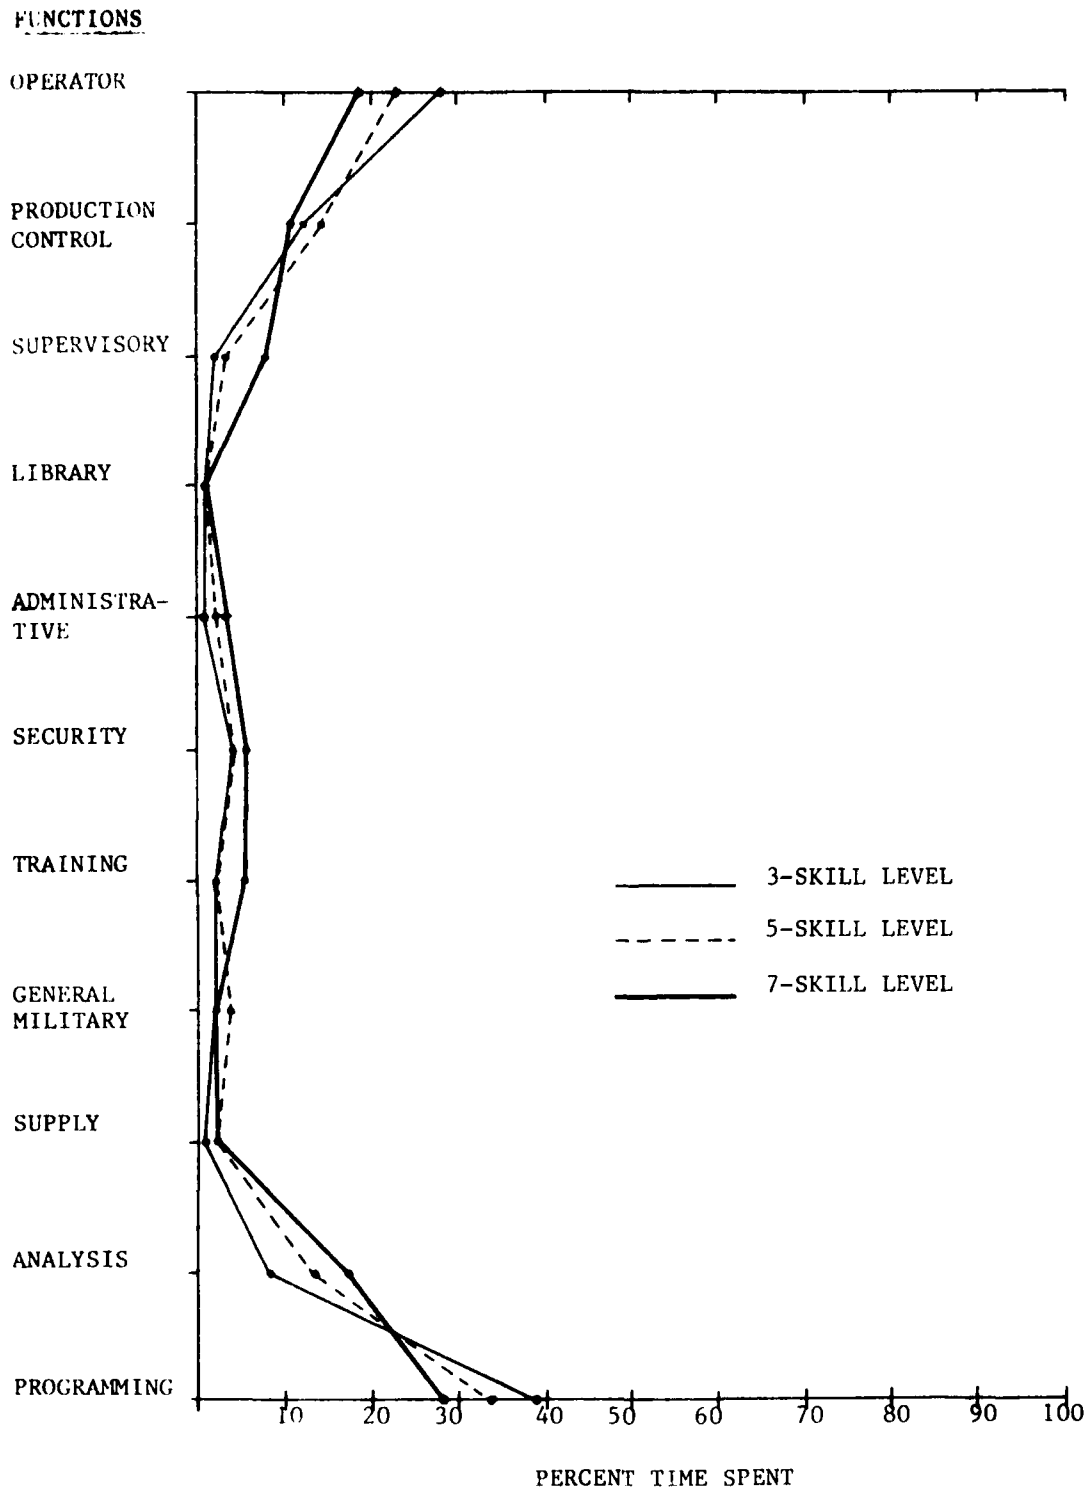 FUNCTIONS
OPERATOR
PRODUCTION
CONTROL
SUPERVISORY
LIBRARY
ADMINISTRA-
TIVE
SECURITY
TRAINING
3-SKILL LEVEL
5-SKILL LEVEL
7-SKILL LEVEL
GENERAL
MILITARY
SUPPLY
ANALYSIS
PROGRAMMING
10 20 30 40 50 60 70 80 90 100
PERCENT TIME SPENT